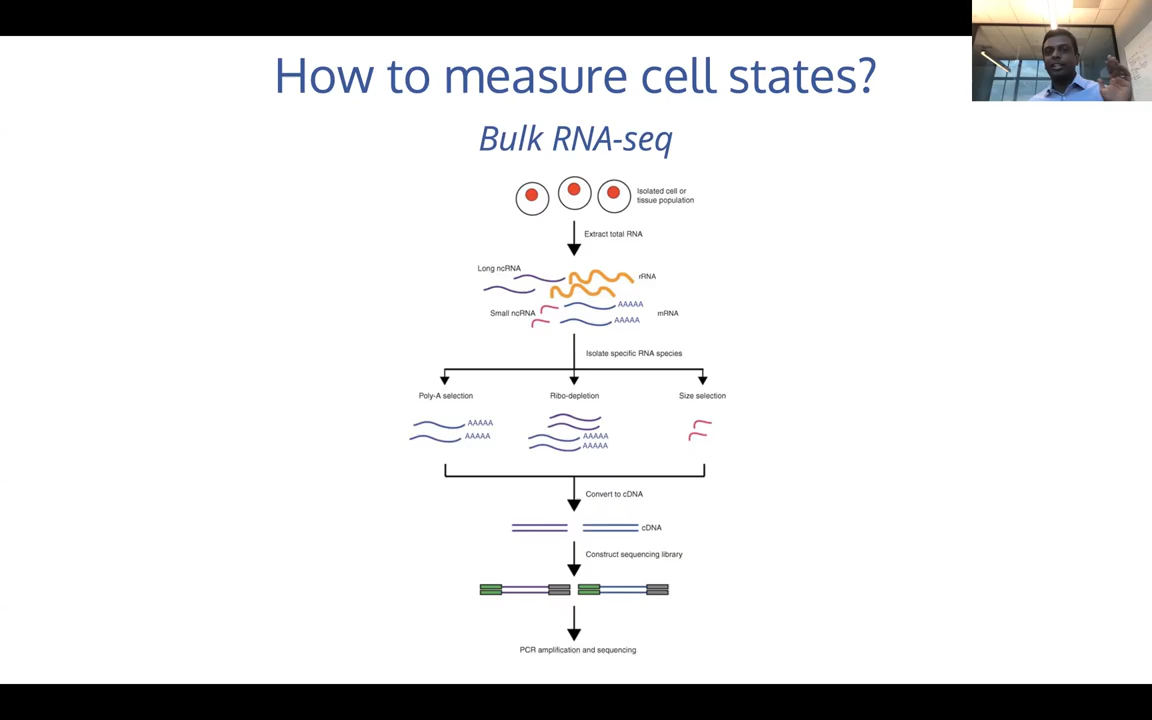 How to measure cell states?
Bulk RNA-seq
Isolated cell or
tissue population
Extract total RNA
Long ncRNA
rRNA
AAAAA
Small ncRNA
mRNA
AAAAA
Isolate specific RNA species
Poly-A selection
Ribo-depletion
Size selection
AAAAA
AAAAA
AAAAA
AAAAA
Convert to cDNA
cDNA
Construct sequencing library
PCR amplification and sequencing